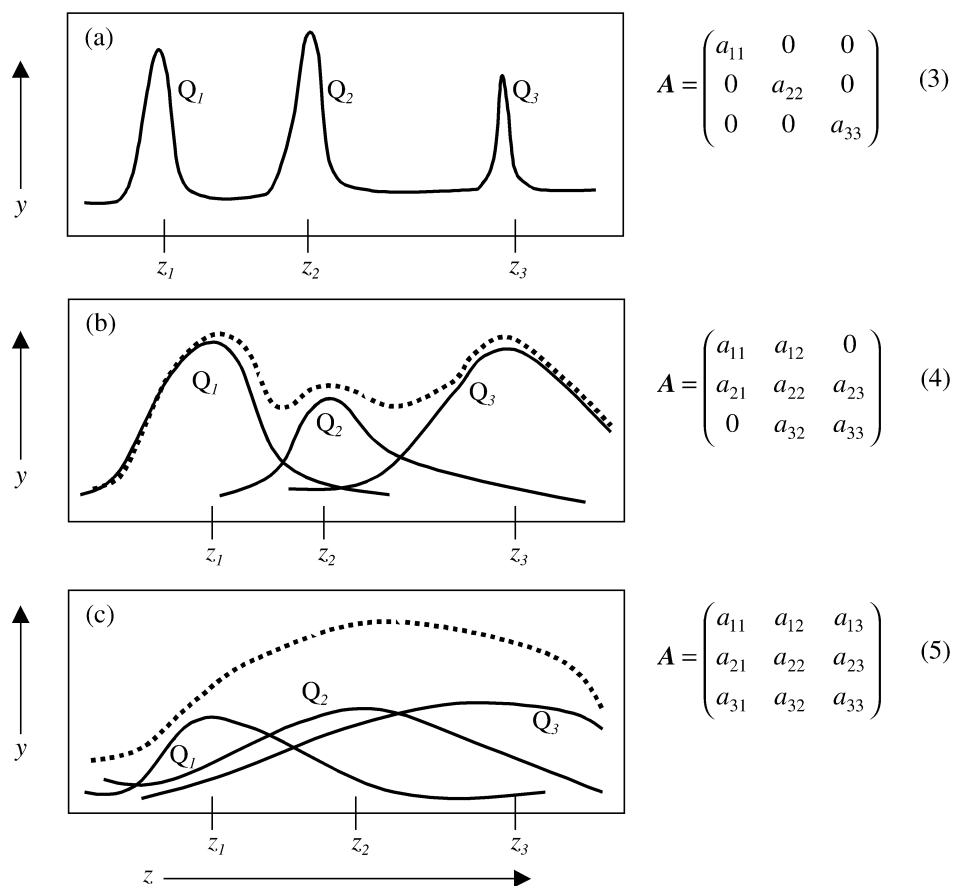 (a)
Q1
Q2
Q3
y
z1 z2 z3
A = ( a11 0 0
0 a22 0
0 0 a33 ) (3)
(b)
Q1
Q2
Q3
y
z1 z2 z3
A = ( a11 a12 0
a21 a22 a23
0 a32 a33 ) (4)
(c)
Q1
Q2
Q3
y
z1 z2 z3
z
A = ( a11 a12 a13
a21 a22 a23
a31 a32 a33 ) (5)